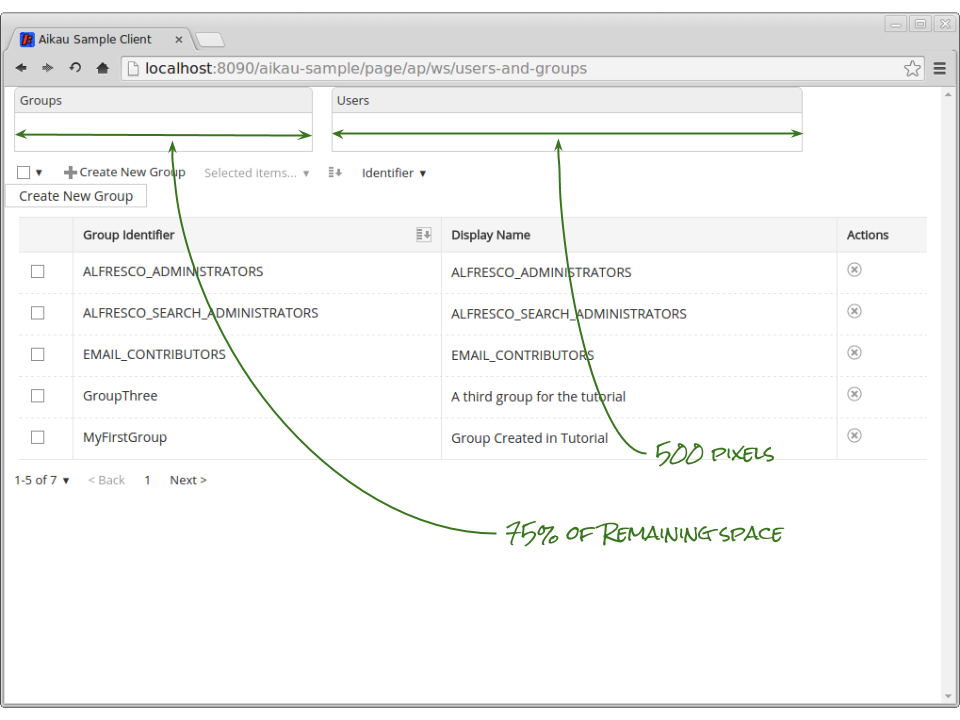 Aikau Sample Client
localhost:8090/aikau-sample/page/ap/ws/users-and-groups
Groups Users
Create New Group Selected items... Identifier
Create New Group
Group Identifier Display Name Actions
ALFRESCO_ADMINISTRATORS ALFRESCO_ADMINISTRATORS
ALFRESCO_SEARCH_ADMINISTRATORS ALFRESCO_SEARCH_ADMINISTRATORS
EMAIL_CONTRIBUTORS EMAIL_CONTRIBUTORS
GroupThree A third group for the tutorial
MyFirstGroup Group Created in Tutorial
500 pixels
1-5 of 7 < Back 1 Next >
75% of Remaining space